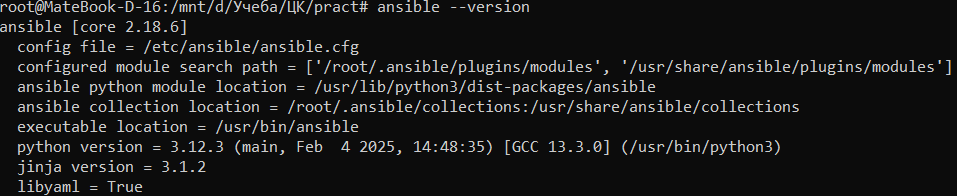 root@MateBook-D-16:/mnt/d/Учеба/ЦК/pract# ansible --version
ansible [core 2.18.6]
  config file = /etc/ansible/ansible.cfg
  configured module search path = ['/root/.ansible/plugins/modules', '/usr/share/ansible/plugins/modules']
  ansible python module location = /usr/lib/python3/dist-packages/ansible
  ansible collection location = /root/.ansible/collections:/usr/share/ansible/collections
  executable location = /usr/bin/ansible
  python version = 3.12.3 (main, Feb  4 2025, 14:48:35) [GCC 13.3.0] (/usr/bin/python3)
  jinja version = 3.1.2
  libyaml = True